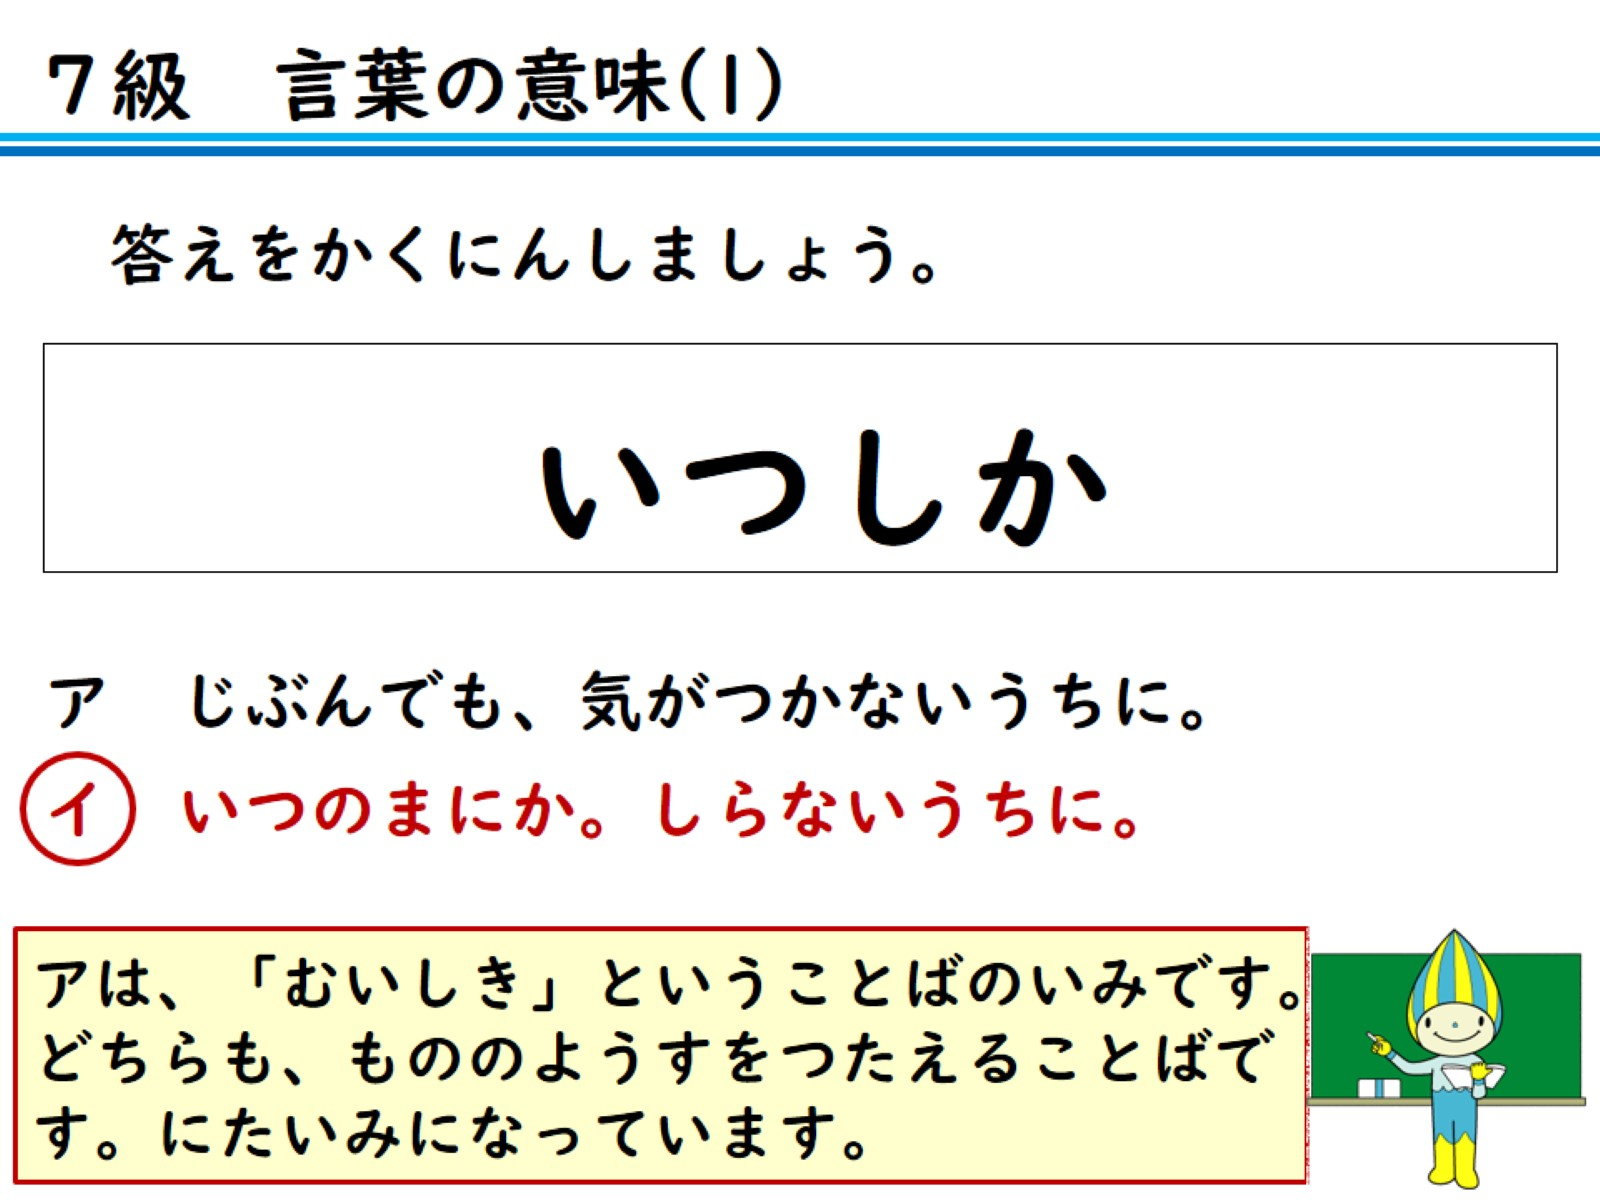 ７級　言葉の意味(1)
答えをかくにんしましょう。
いつしか
ア　じぶんでも、気がつかないうちに。
イ　いつのまにか。しらないうちに。
アは、「むいしき」ということばのいみです。
どちらも、もののようすをつたえることばで
す。にたいみになっています。